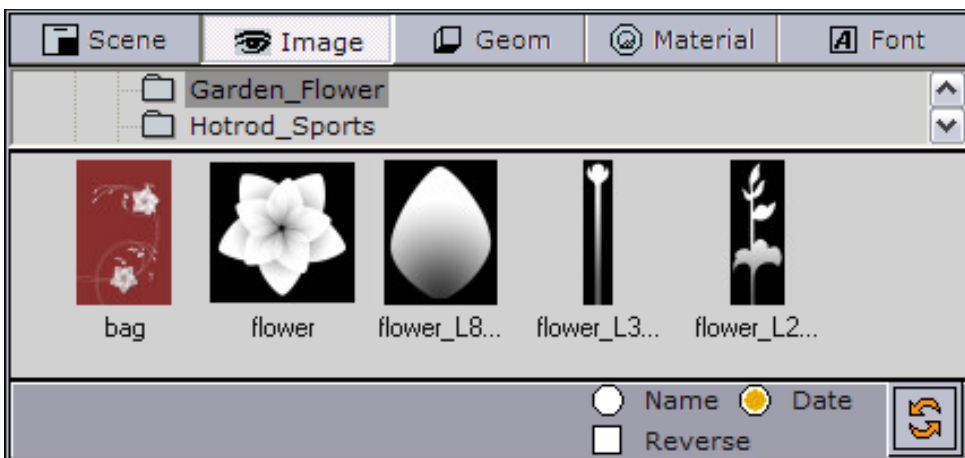 Scene Image Geom Material A Font
Garden_Flower
Hotrod_Sports
bag flower flower_L8... flower_L3... flower_L2...
Name Date
Reverse